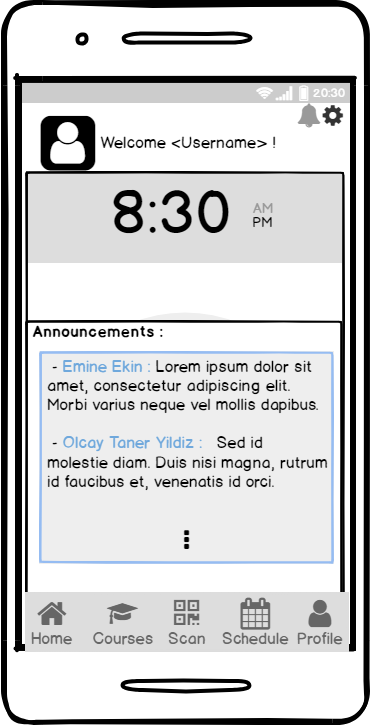 20:30
Welcome <Username> !
8:30
AM
PM
Announcements :
- Emine Ekin : Lorem ipsum dolor sit
amet, consectetur adipiscing elit.
Morbi varius neque vel mollis dapibus.
- Olcay Taner Yildiz : Sed id
molestie diam. Duis nisi magna, rutrum
id faucibus et, venenatis id orci.
Home Courses Scan Schedule Profile